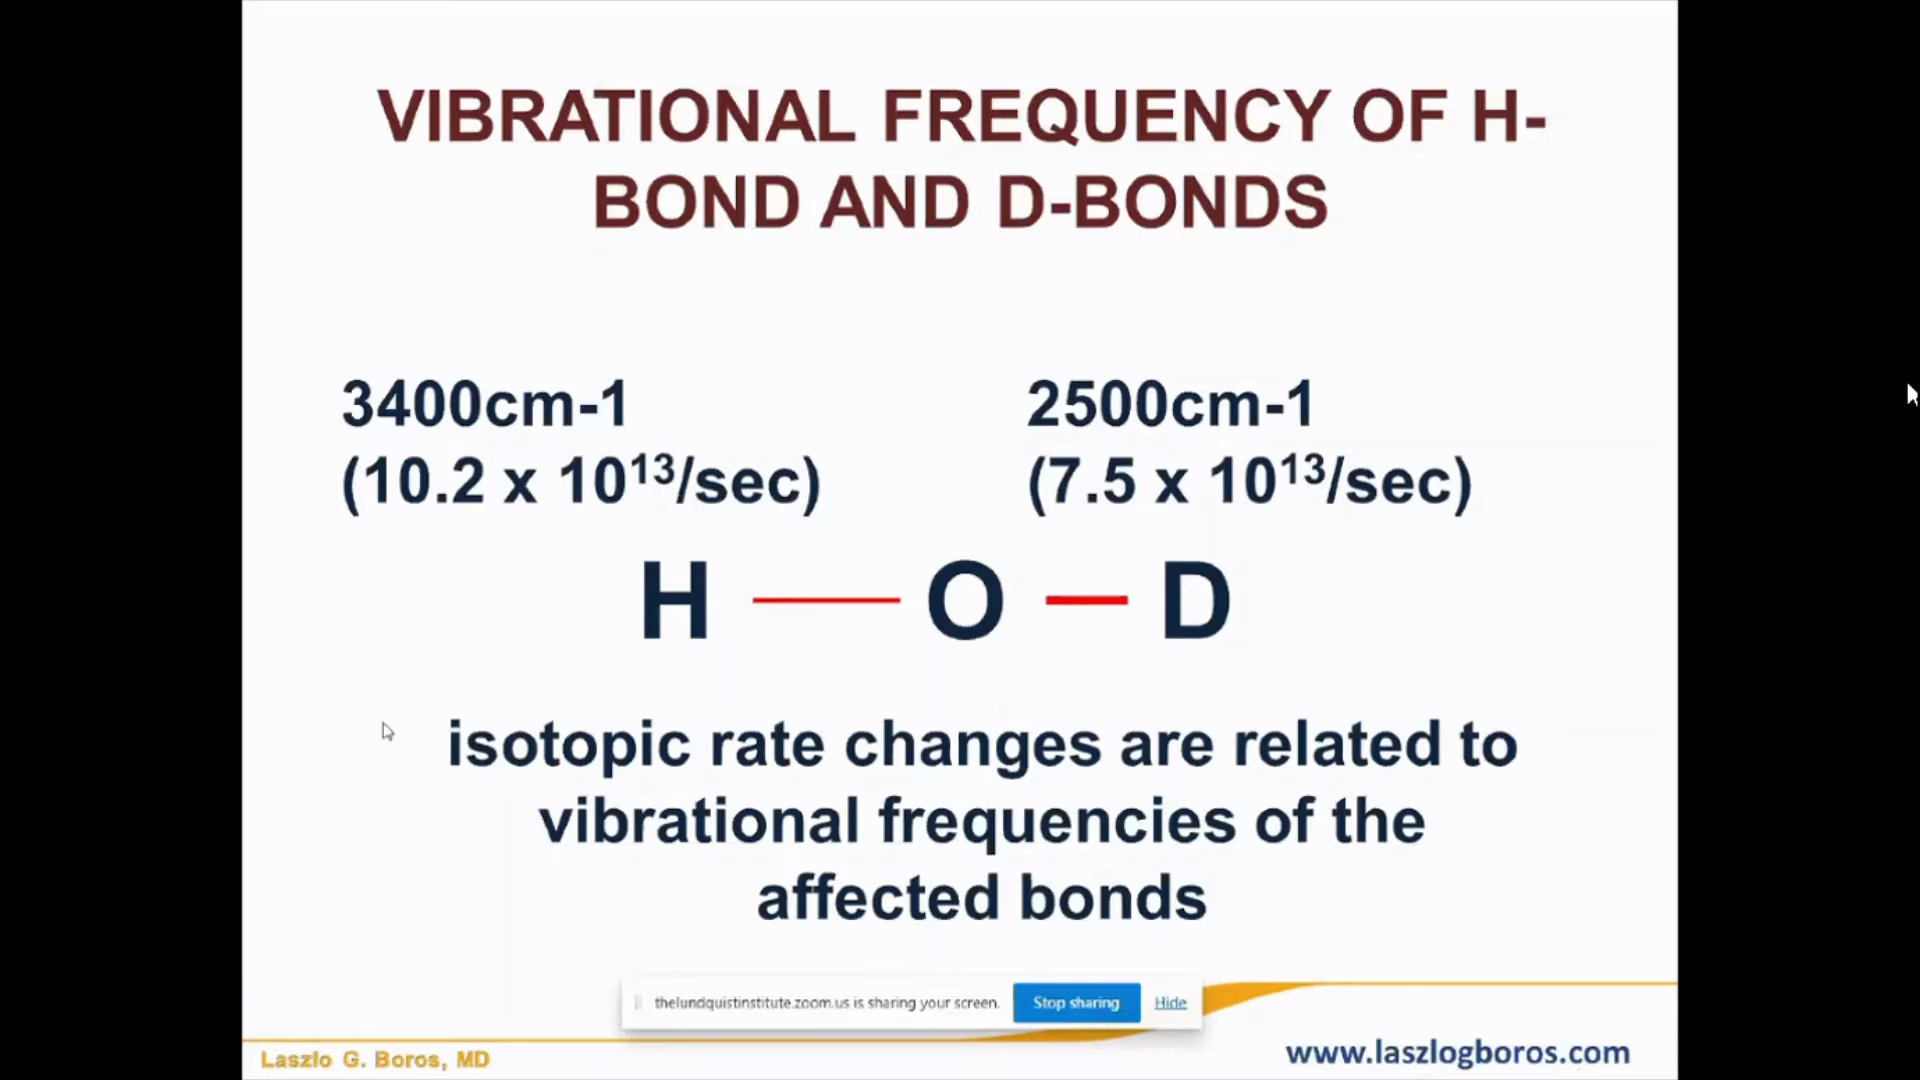 VIBRATIONAL FREQUENCY OF H-
BOND AND D-BONDS
3400cm-1
(10.2 x 10¹³/sec)
2500cm-1
(7.5 x 10¹³/sec)
H — O — D
isotopic rate changes are related to
vibrational frequencies of the
affected bonds
thelundquistinstitute.zoom.us is sharing your screen. Stop sharing Hide
Laszlo G. Boros, MD
www.laszlogboros.com